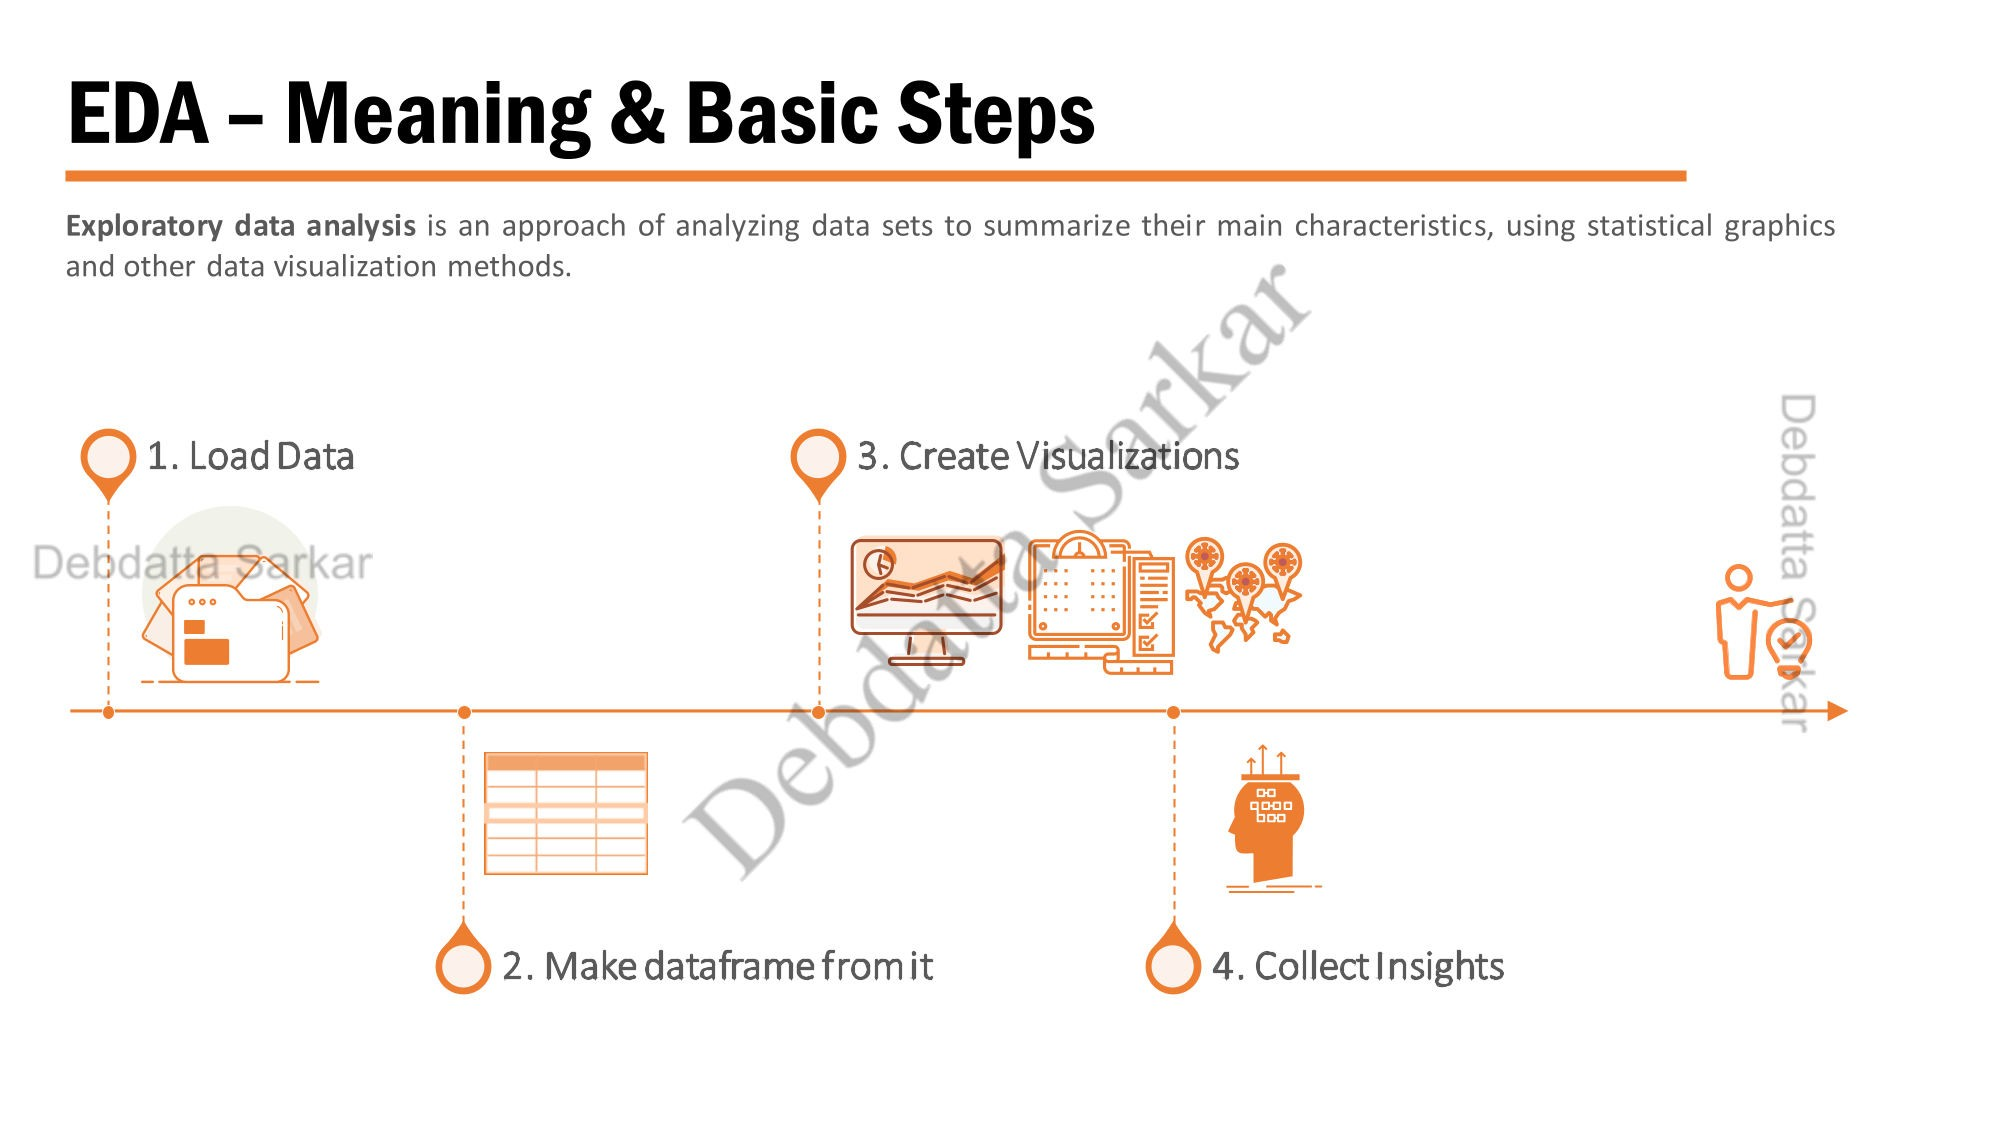 EDA – Meaning & Basic Steps
Exploratory data analysis is an approach of analyzing data sets to summarize their main characteristics, using statistical graphics
and other data visualization methods.
1. Load Data
3. Create Visualizations
Debdatta Sarkar
Debdatta Sarkar
Debdatta Sarkar
2. Make dataframe from it
4. Collect Insights